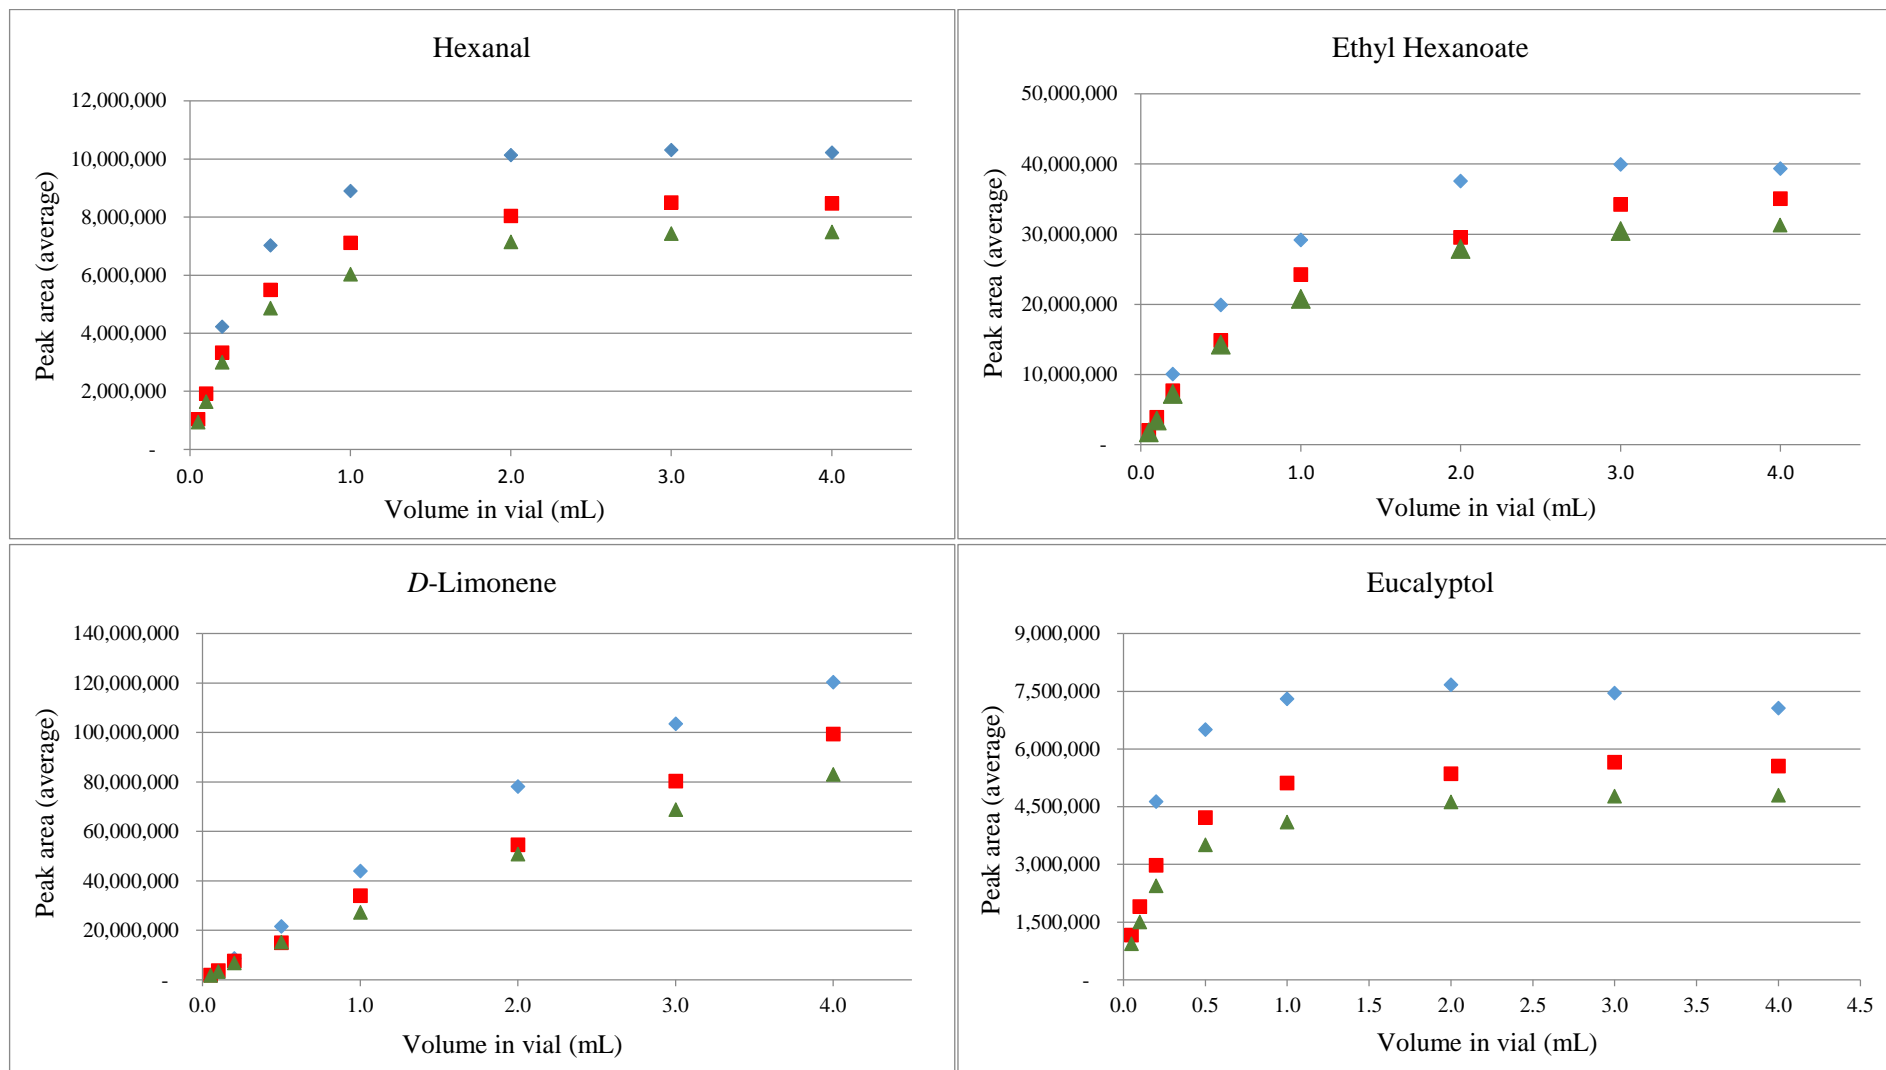 Hexanal
12,000,000
10,000,000
8,000,000
6,000,000
4,000,000
2,000,000
-
0.0 1.0 2.0 3.0 4.0
Peak area (average)
Volume in vial (mL)
Ethyl Hexanoate
50,000,000
40,000,000
30,000,000
20,000,000
10,000,000
-
0.0 1.0 2.0 3.0 4.0
Peak area (average)
Volume in vial (mL)
D-Limonene
140,000,000
120,000,000
100,000,000
80,000,000
60,000,000
40,000,000
20,000,000
-
0.0 1.0 2.0 3.0 4.0
Peak area (average)
Volume in vial (mL)
Eucalyptol
9,000,000
7,500,000
6,000,000
4,500,000
3,000,000
1,500,000
-
0.0 0.5 1.0 1.5 2.0 2.5 3.0 3.5 4.0 4.5
Peak area (average)
Volume in vial (mL)